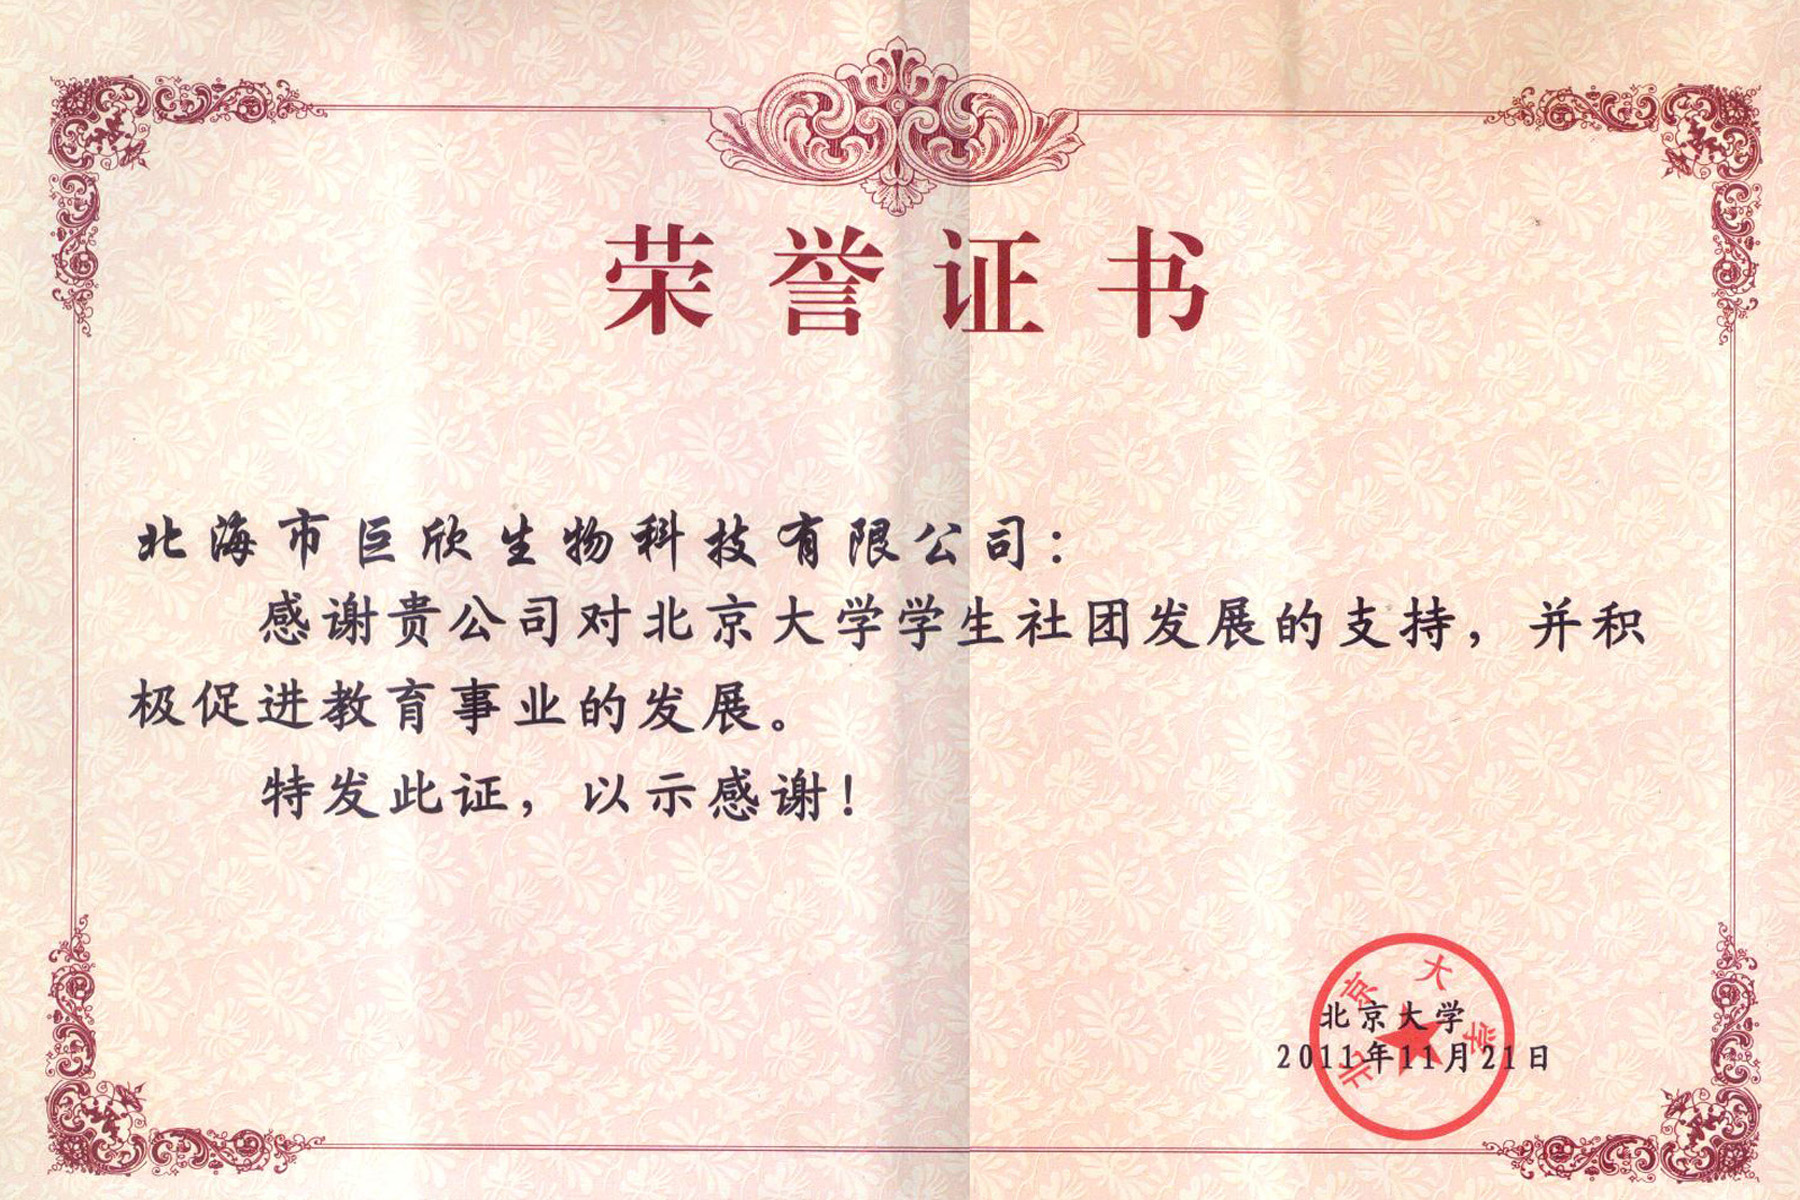 荣誉证书
北海市巨欣生物科技有限公司：
感谢贵公司对北京大学学生社团发展的支持，并积
极促进教育事业的发展。
特发此证，以示感谢！
北京大学
北京大学
2011年11月21日